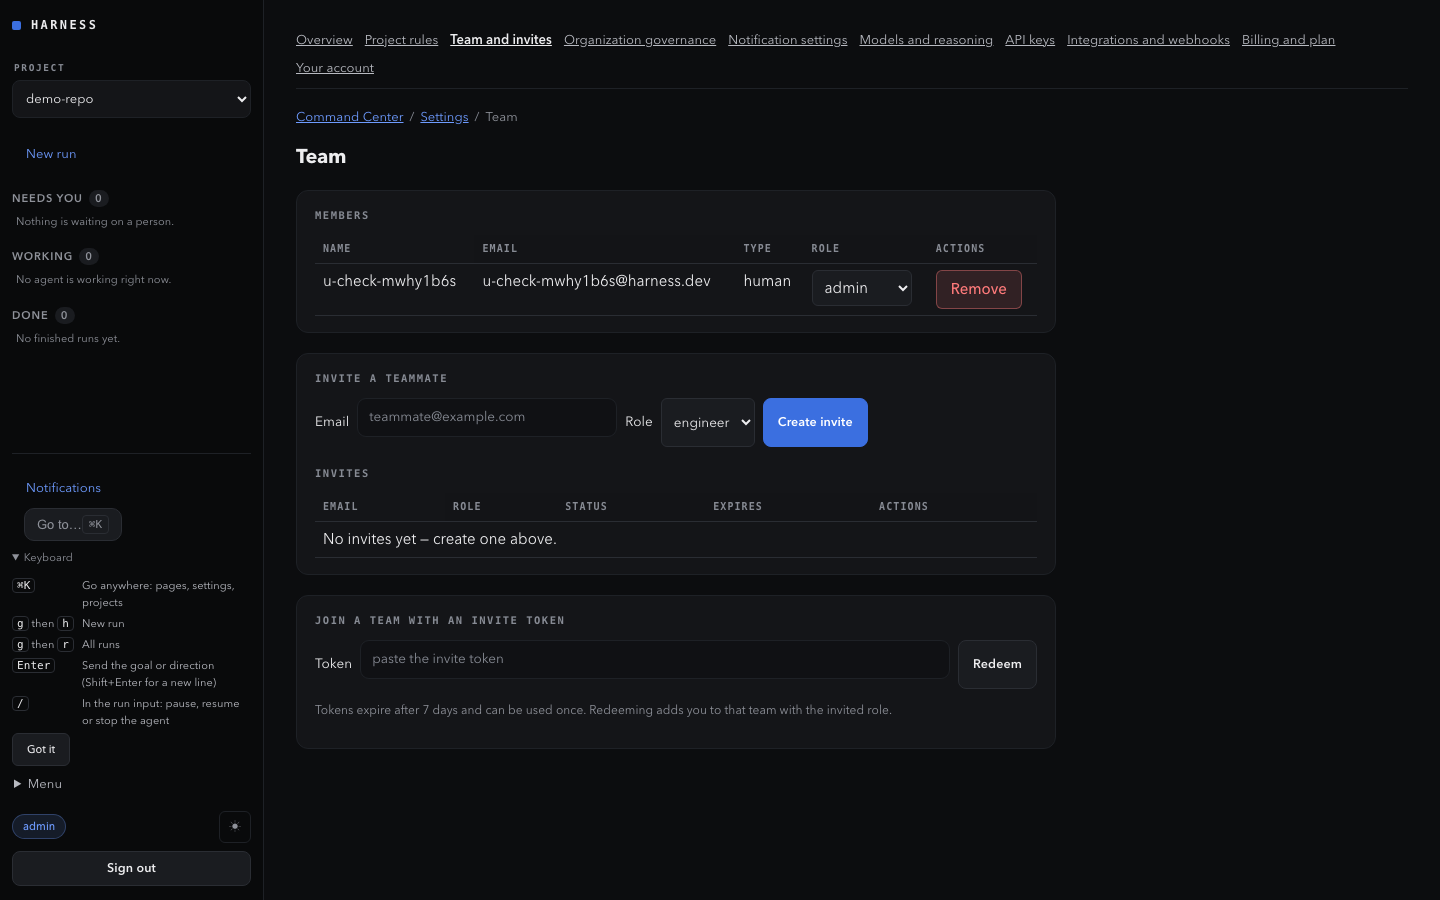 HARNESS
PROJECT
demo-repo
New run
NEEDS YOU 0
Nothing is waiting on a person.
WORKING 0
No agent is working right now.
DONE 0
No finished runs yet.
Notifications
Go to... ⌘K
Keyboard
⌘K Go anywhere: pages, settings,
projects
g then h New run
g then r All runs
Enter Send the goal or direction
(Shift+Enter for a new line)
/ In the run input: pause, resume
or stop the agent
Got it
Menu
admin
Sign out
Overview Project rules Team and invites Organization governance Notification settings Models and reasoning API keys Integrations and webhooks Billing and plan
Your account
Command Center / Settings / Team
Team
MEMBERS
NAME EMAIL TYPE ROLE ACTIONS
u-check-mwhy1b6s u-check-mwhy1b6s@harness.dev human admin Remove
INVITE A TEAMMATE
Email teammate@example.com Role engineer Create invite
INVITES
EMAIL ROLE STATUS EXPIRES ACTIONS
No invites yet – create one above.
JOIN A TEAM WITH AN INVITE TOKEN
Token paste the invite token Redeem
Tokens expire after 7 days and can be used once. Redeeming adds you to that team with the invited role.